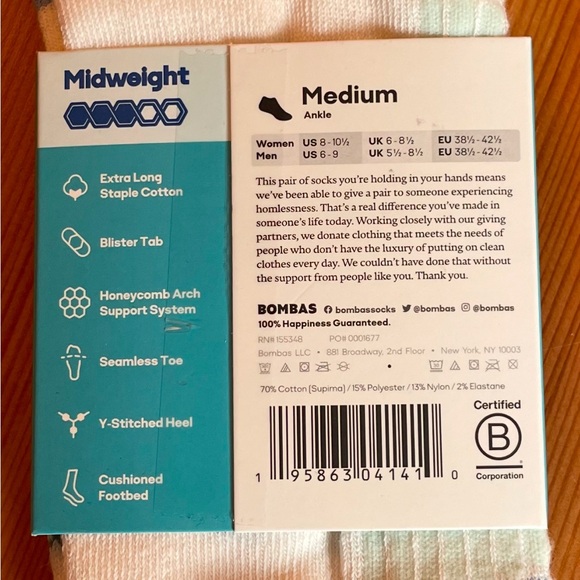 Midweight
Extra Long
Staple Cotton
Blister Tab
Honeycomb Arch
Support System
Seamless Toe
Y-Stitched Heel
Cushioned
Footbed
Medium
Ankle
Women US 8-10½ UK 6-8½ EU 38½-42½
Men US 6-9 UK 5½-8½ EU 38½-42½
This pair of socks you're holding in your hands means
we've been able to give a pair to someone experiencing
homelessness. That's a real difference you've made in
someone's life today. Working closely with our giving
partners, we donate clothing that meets the needs of
people who don't have the luxury of putting on clean
clothes every day. We couldn't have done that without
the support from people like you. Thank you.
BOMBAS bombassocks @bombas @bombas
100% Happiness Guaranteed.
RN# 155348 • PO# 0001677
Bombas LLC • 881 Broadway, 2nd Floor • New York, NY 10003
70% Cotton [Supima] / 15% Polyester / 13% Nylon / 2% Elastane
1 95863 04141 0
Certified
B
Corporation